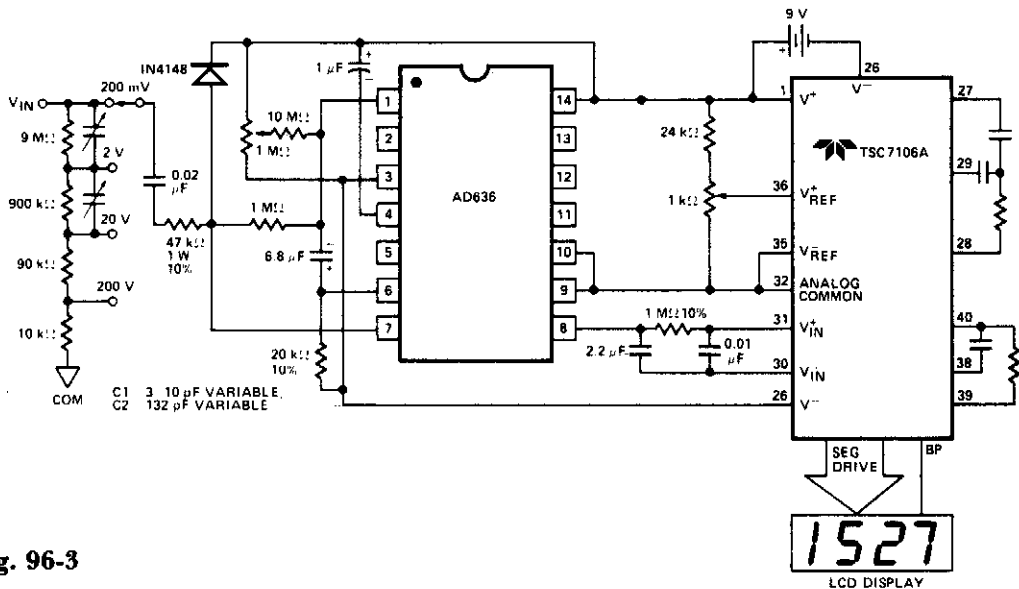 9 V
IN4148
1 µF
+
−
+
26
V−
VIN
200 mV
9 MΩ
2 V
900 kΩ
20 V
90 kΩ
200 V
10 kΩ
COM
0.02
µF
47 kΩ
1 W
10%
10 MΩ
1 MΩ
1 MΩ
6.8 µF
−
+
20 kΩ
10%
C1 3 10 pF VARIABLE,
C2 132 pF VARIABLE
1
2
3
4
5
6
7
AD636
14
13
12
11
10
9
8
24 kΩ
1 kΩ
1 MΩ 10%
2.2 µF
0.01
µF
1
V+
TSC7106A
36
V+REF
35
V−REF
32
ANALOG
COMMON
31
V+IN
30
V−IN
26
V−
27
29
28
40
38
39
SEG
DRIVE
BP
1527
LCD DISPLAY
g. 96-3